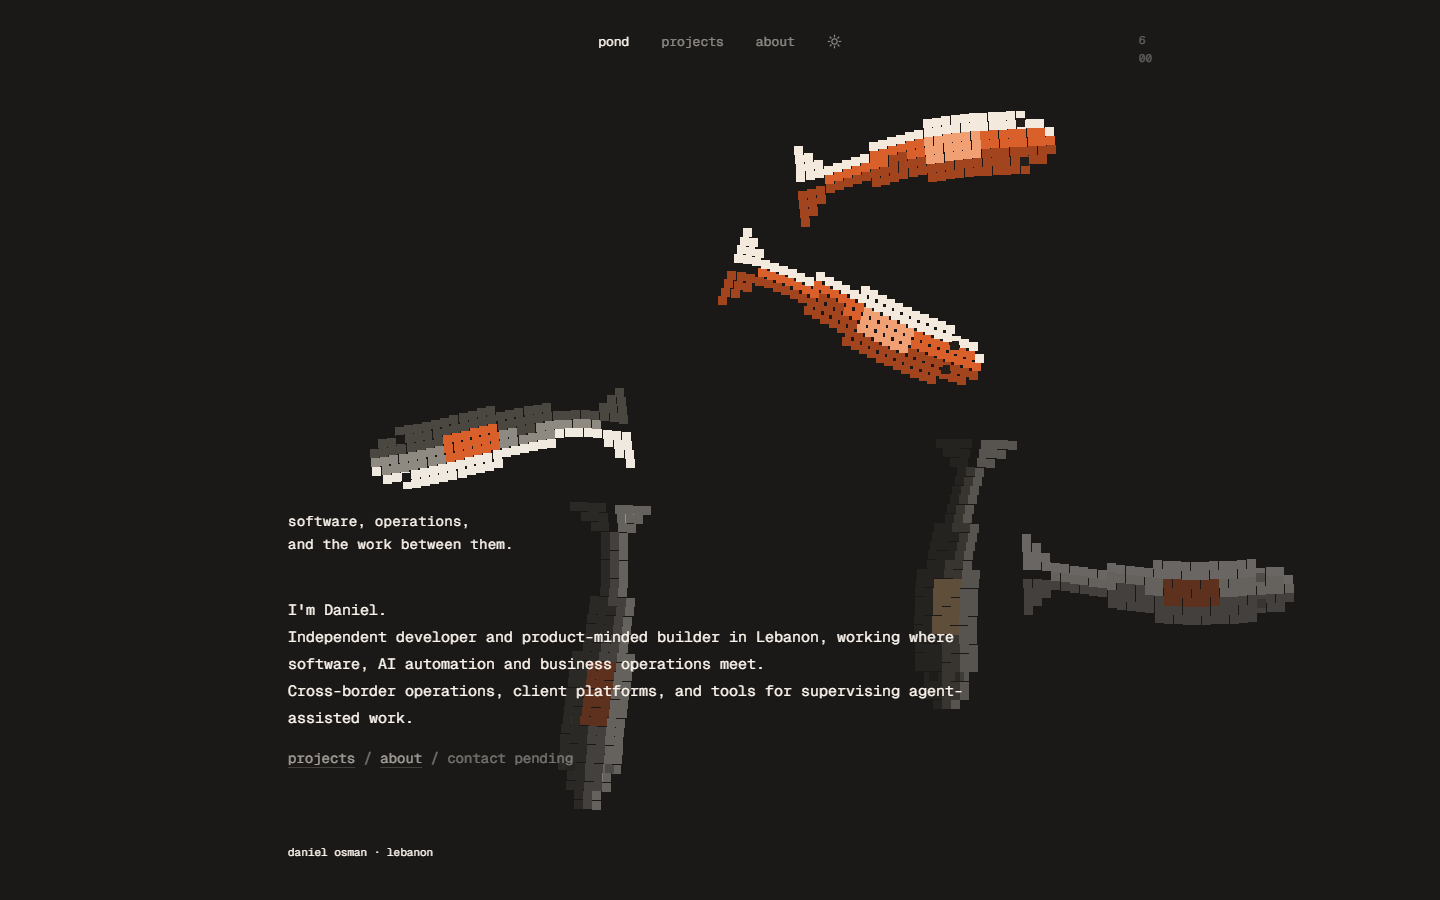 pond projects about
6
00
software, operations,
and the work between them.
I'm Daniel.
Independent developer and product-minded builder in Lebanon, working where
software, AI automation and business operations meet.
Cross-border operations, client platforms, and tools for supervising agent-
assisted work.
projects / about / contact pending
daniel osman · lebanon